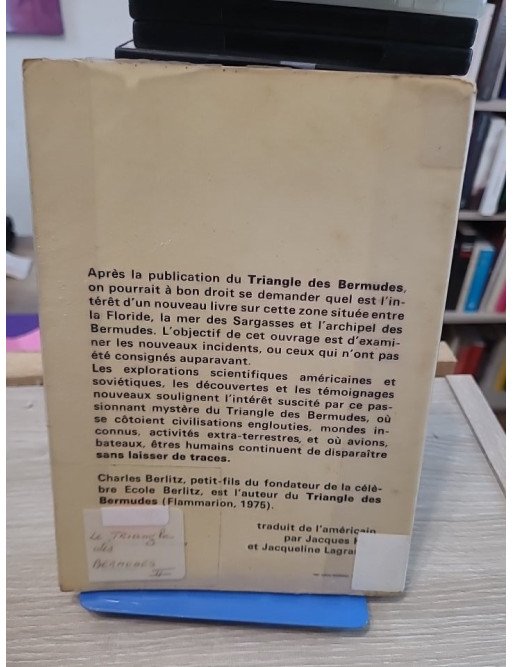 Après la publication du Triangle des Bermudes,
on pourrait à bon droit se demander quel est l'in-
térêt d'un nouveau livre sur cette zone située entre
la Floride, la mer des Sargasses et l'archipel des
Bermudes. L'objectif de cet ouvrage est d'exami-
ner les nouveaux incidents, ou ceux qui n'ont pas
été consignés auparavant.
Les explorations scientifiques américaines et
soviétiques, les découvertes et les témoignages
nouveaux soulignent l'intérêt suscité par ce pas-
sionnant mystère du Triangle des Bermudes, où
se côtoient civilisations englouties, mondes in-
connus, activités extra-terrestres, et où avions,
bateaux, êtres humains continuent de disparaître
sans laisser de traces.
Charles Berlitz, petit-fils du fondateur de la célè-
bre Ecole Berlitz, est l'auteur du Triangle des
Bermudes (Flammarion, 1975).
traduit de l'américain
par Jacques
et Jacqueline
Le Triangle
des
BERMUDES
II